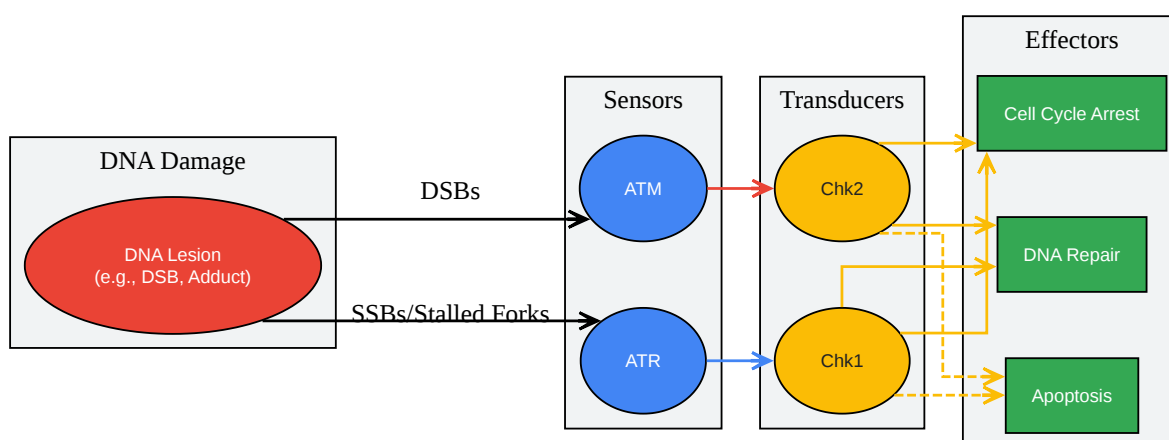 Effectors
Sensors
Transducers
Cell Cycle Arrest
DNA Damage
DSBs
ATM
Chk2
DNA Lesion
(e.g., DSB, Adduct)
DNA Repair
SSBs/Stalled Forks
ATR
Chk1
Apoptosis